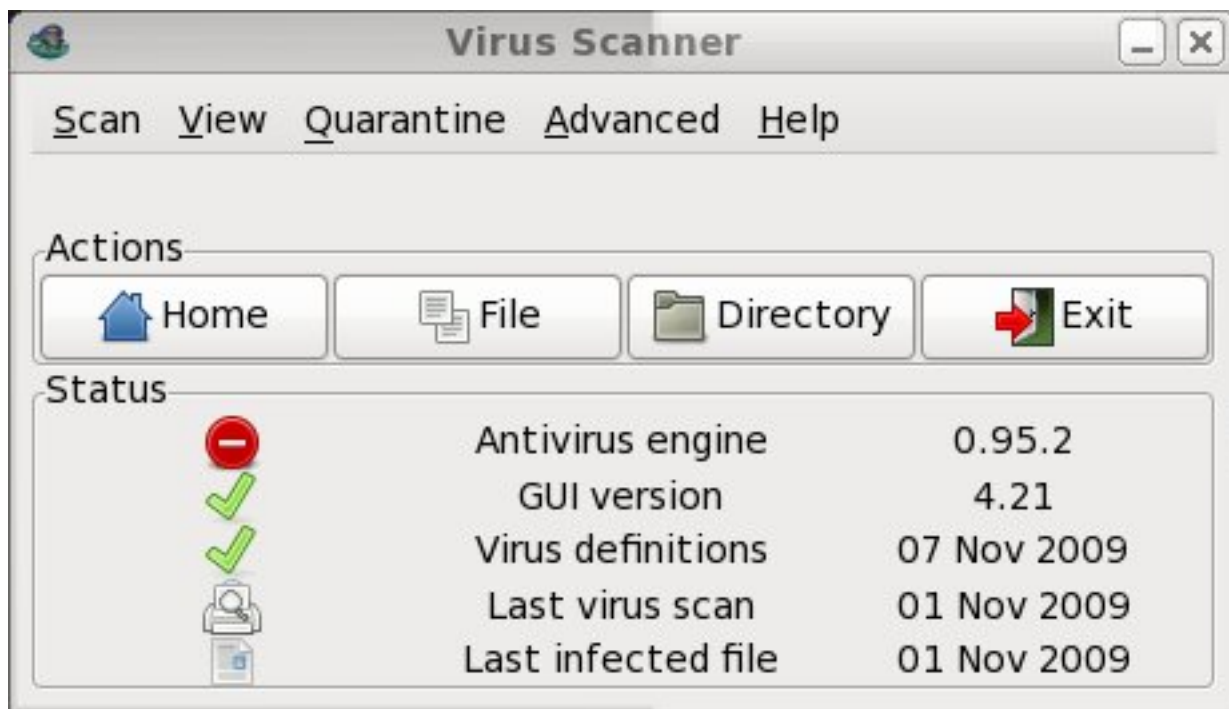 Virus Scanner
Scan View Quarantine Advanced Help
Actions
Home File Directory Exit
Status
Antivirus engine 0.95.2
GUI version 4.21
Virus definitions 07 Nov 2009
Last virus scan 01 Nov 2009
Last infected file 01 Nov 2009